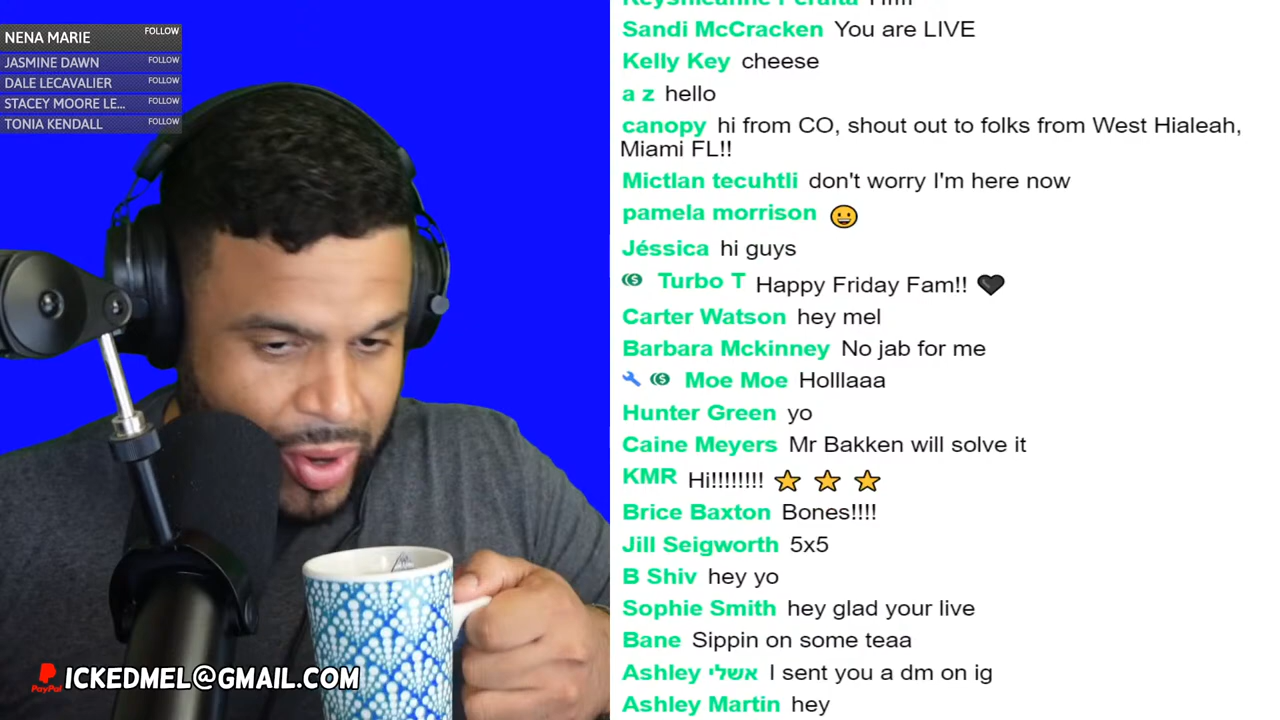 NENA MARIE FOLLOW
JASMINE DAWN FOLLOW
DALE LECAVALIER FOLLOW
STACEY MOORE LE... FOLLOW
TONIA KENDALL FOLLOW
PayPal ICKEDMEL@GMAIL.COM
Sandi McCracken You are LIVE
Kelly Key cheese
a z hello
canopy hi from CO, shout out to folks from West Hialeah,
Miami FL!!
Mictlan tecuhtli don't worry I'm here now
pamela morrison 😀
Jéssica hi guys
Turbo T Happy Friday Fam!! 🖤
Carter Watson hey mel
Barbara Mckinney No jab for me
Moe Moe Holllaaa
Hunter Green yo
Caine Meyers Mr Bakken will solve it
KMR Hi!!!!!!!! ⭐ ⭐ ⭐
Brice Baxton Bones!!!!
Jill Seigworth 5x5
B Shiv hey yo
Sophie Smith hey glad your live
Bane Sippin on some teaa
Ashley אשלי I sent you a dm on ig
Ashley Martin hey